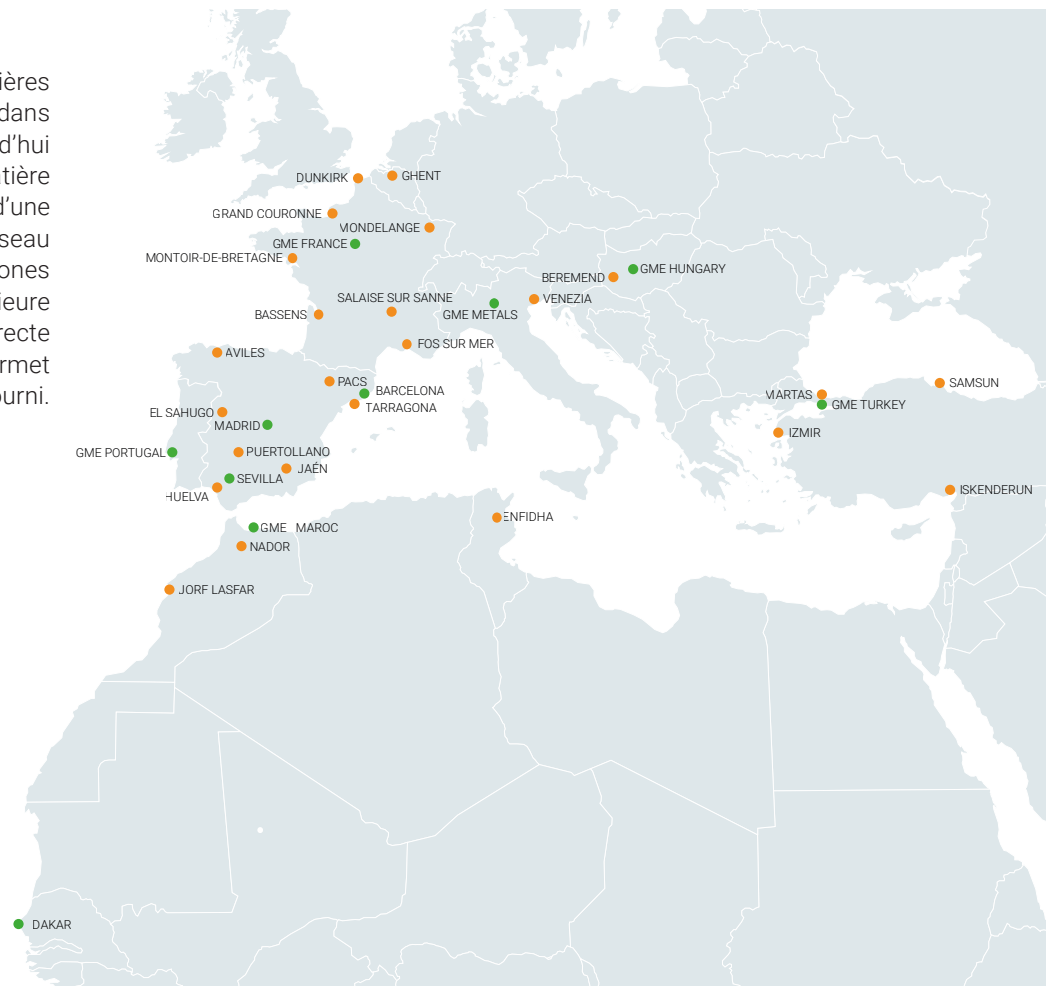 ières
dans
d'hui
tière
d'une
seau
ones
ieure
recte
rmet
urni.
DUNKIRK
GHENT
GRAND COURONNE
MONDELANGE
GME FRANCE
MONTOIR-DE-BRETAGNE
GME HUNGARY
BEREMEND
SALAISE SUR SANNE
VENEZIA
BASSENS
GME METALS
FOS SUR MER
AVILES
PACS
BARCELONA
SAMSUN
MARTAS
TARRAGONA
GME TURKEY
EL SAHUGO
MADRID
IZMIR
GME PORTUGAL
PUERTOLLANO
JAÉN
SEVILLA
HUELVA
ISKENDERUN
ENFIDHA
GME MAROC
NADOR
JORF LASFAR
DAKAR